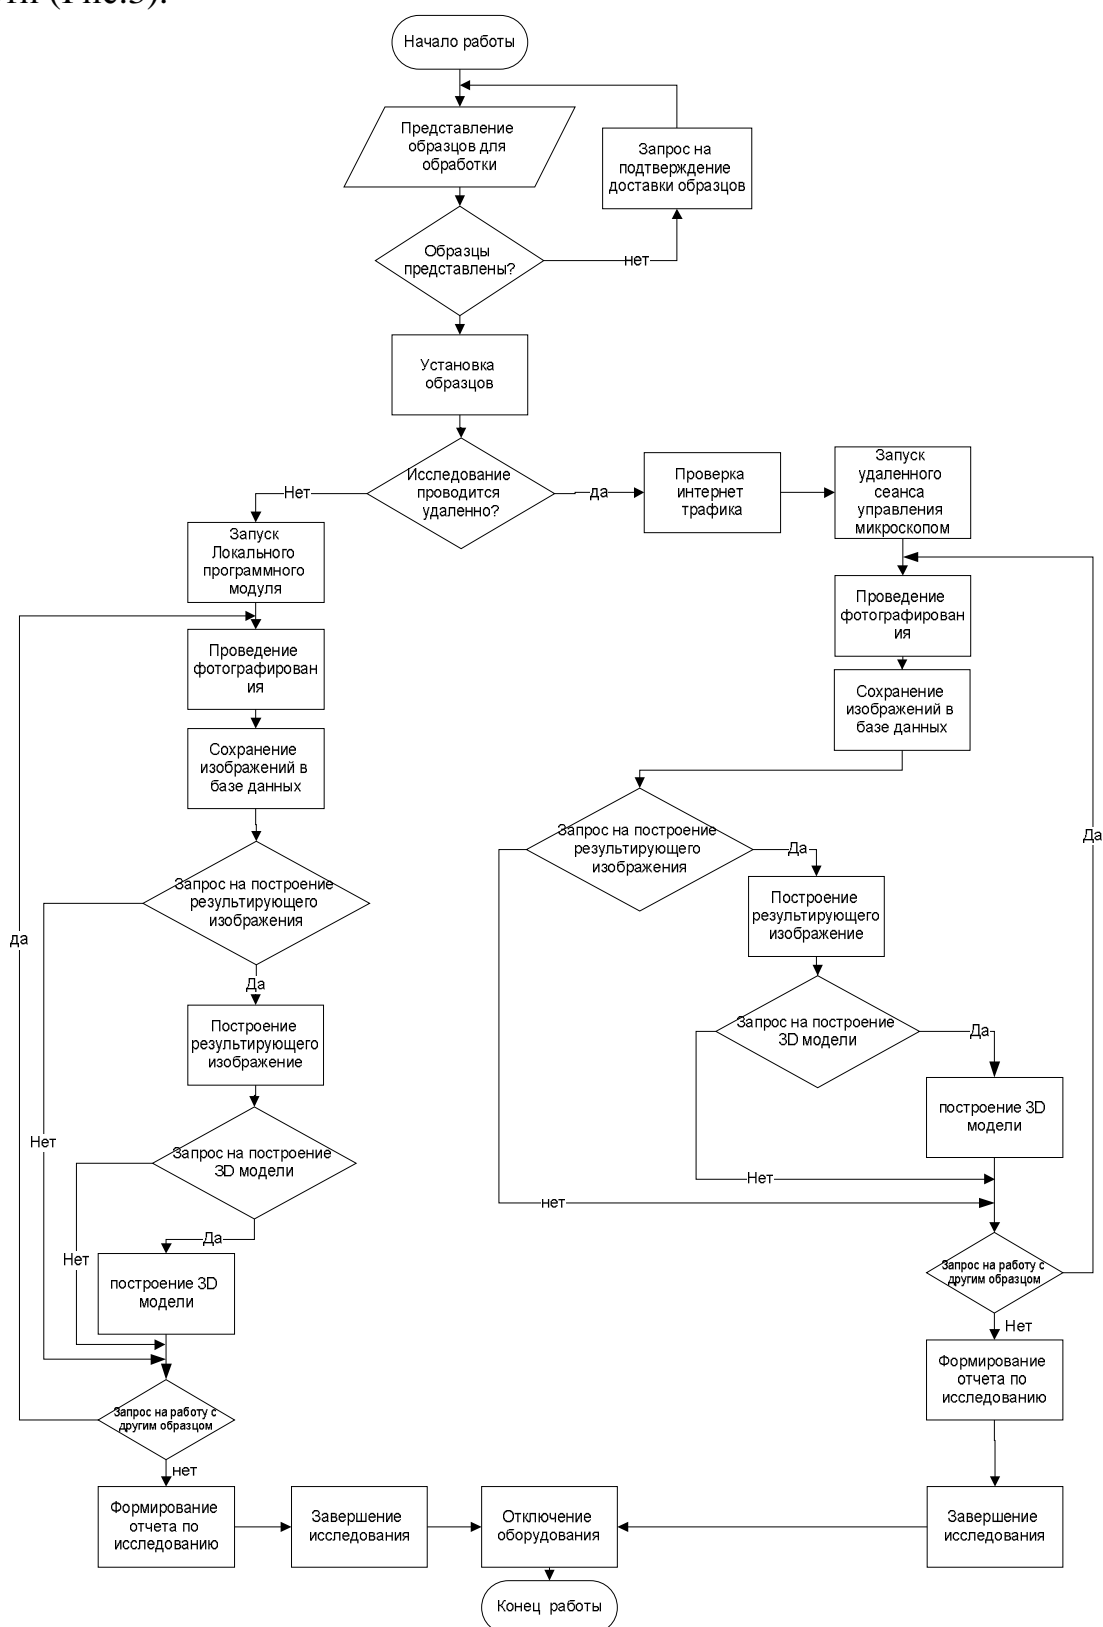 ти (Рис.3).
Начало работы
Представление
образцов для
обработки
Запрос на
подтверждение
доставки образцов
Образцы
представлены?
нет
Установка
образцов
Исследование
проводится
удаленно?
Нет
да
Проверка
интернет
трафика
Запуск
удаленного
сеанса
управления
микроскопом
Запуск
Локального
программного
модуля
Проведение
фотографирован
ия
Проведение
фотографирован
ия
Сохранение
изображений в
базе данных
Сохранение
изображений в
базе данных
Запрос на построение
результирующего
изображения
Да
Да
Построение
результирующего
изображение
Запрос на построение
результирующего
изображения
да
Да
Построение
результирующего
изображение
Запрос на построение
3D модели
Да
построение 3D
модели
Нет
нет
Запрос на построение
3D модели
Нет
Да
Нет
построение 3D
модели
Запрос на работу с
другим образцом
Нет
Формирование
отчета по
исследованию
Запрос на работу с
другим образцом
нет
Формирование
отчета по
исследованию
Завершение
исследования
Отключение
оборудования
Завершение
исследования
Конец работы